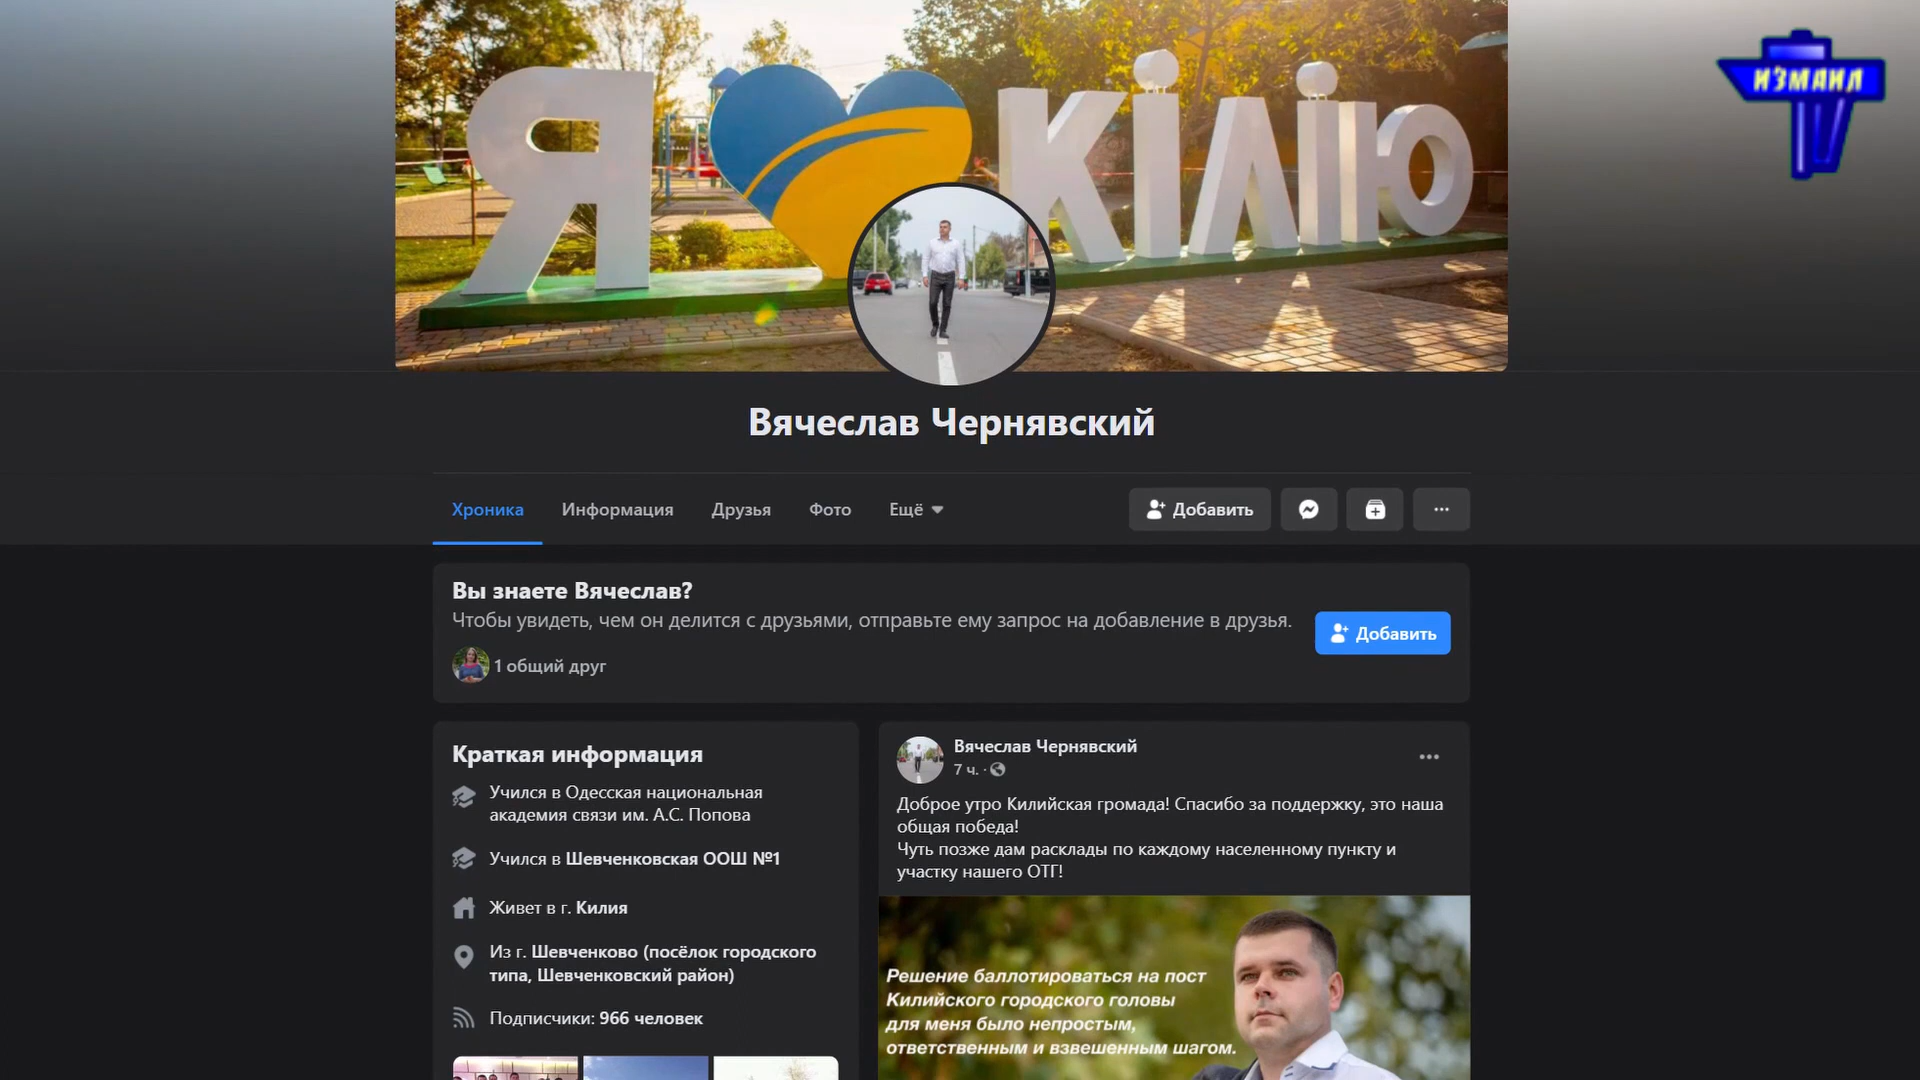 Я КІЛІЮ
ИЗМАИЛ
TV
Вячеслав Чернявский
Хроника
Информация
Друзья
Фото
Ещё
Добавить
Вы знаете Вячеслав?
Чтобы увидеть, чем он делится с друзьями, отправьте ему запрос на добавление в друзья.
1 общий друг
Добавить
Краткая информация
Учился в Одесская национальная
академия связи им. А.С. Попова
Учился в Шевченковская ООШ №1
Живет в г. Килия
Из г. Шевченково (посёлок городского
типа, Шевченковский район)
Подписчики: 966 человек
Вячеслав Чернявский
7 ч. ·
Доброе утро Килийская громада! Спасибо за поддержку, это наша
общая победа!
Чуть позже дам расклады по каждому населенному пункту и
участку нашего ОТГ!
Решение баллотироваться на пост
Килийского городского головы
для меня было непростым,
ответственным и взвешенным шагом.